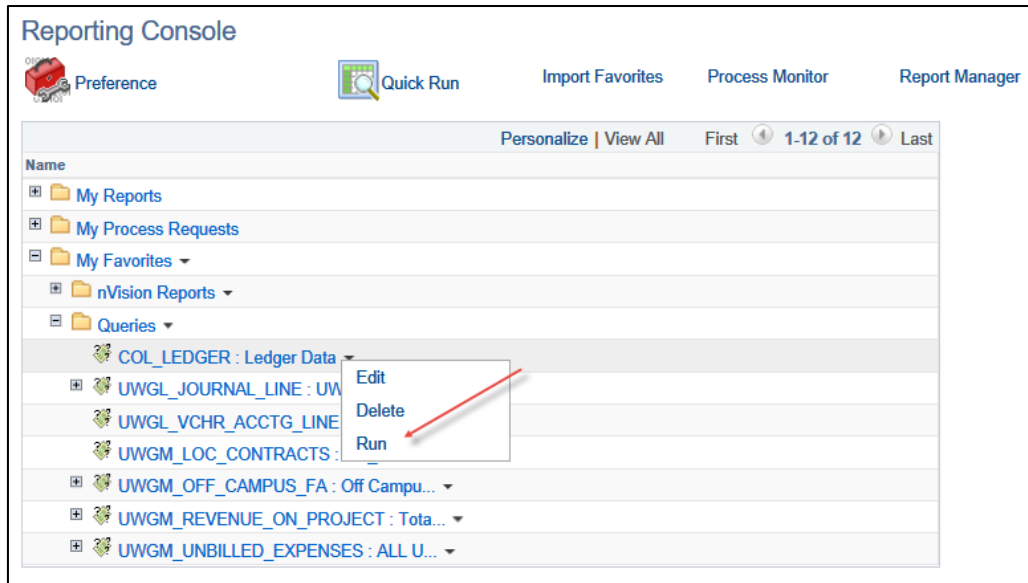 Reporting Console
Preference Quick Run Import Favorites Process Monitor Report Manager
Personalize | View All First 1-12 of 12 Last
Name
My Reports
My Process Requests
My Favorites
nVision Reports
Queries
COL_LEDGER : Ledger Data
Edit
UWGL_JOURNAL_LINE : UW
Delete
UWGL_VCHR_ACCTG_LINE
Run
UWGM_LOC_CONTRACTS :
UWGM_OFF_CAMPUS_FA : Off Campu...
UWGM_REVENUE_ON_PROJECT : Tota...
UWGM_UNBILLED_EXPENSES : ALL U...